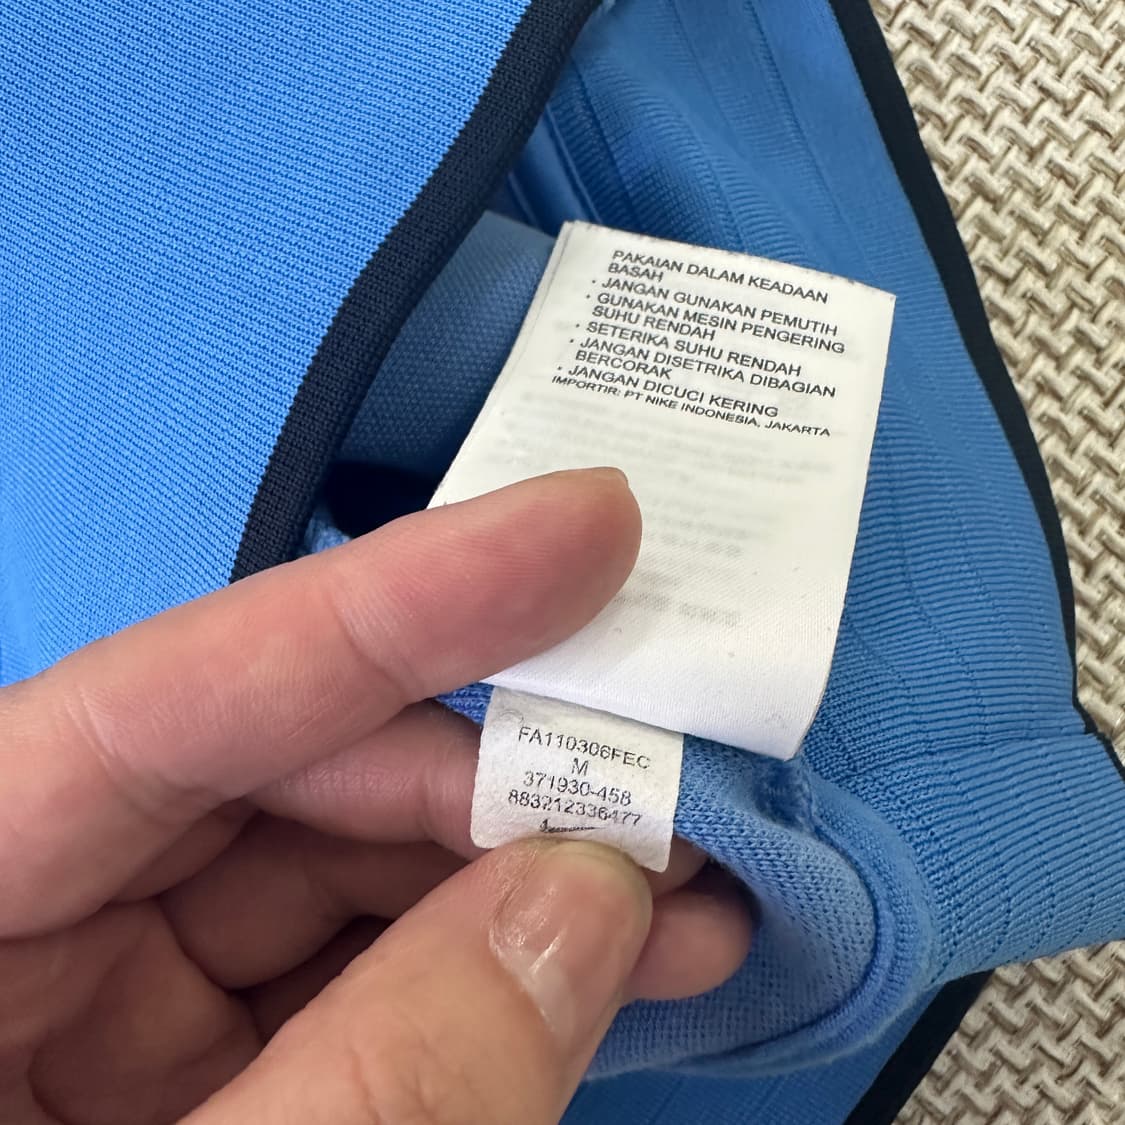 PAKAIAN DALAM KEADAAN
BASAH
· JANGAN GUNAKAN PEMUTIH
· GUNAKAN MESIN PENGERING
SUHU RENDAH
· SETERIKA SUHU RENDAH
· JANGAN DISETRIKA DIBAGIAN
BERCORAK
· JANGAN DICUCI KERING
IMPORTIR: PT NIKE INDONESIA, JAKARTA
FA110306FEC
M
371930-458
883212336477